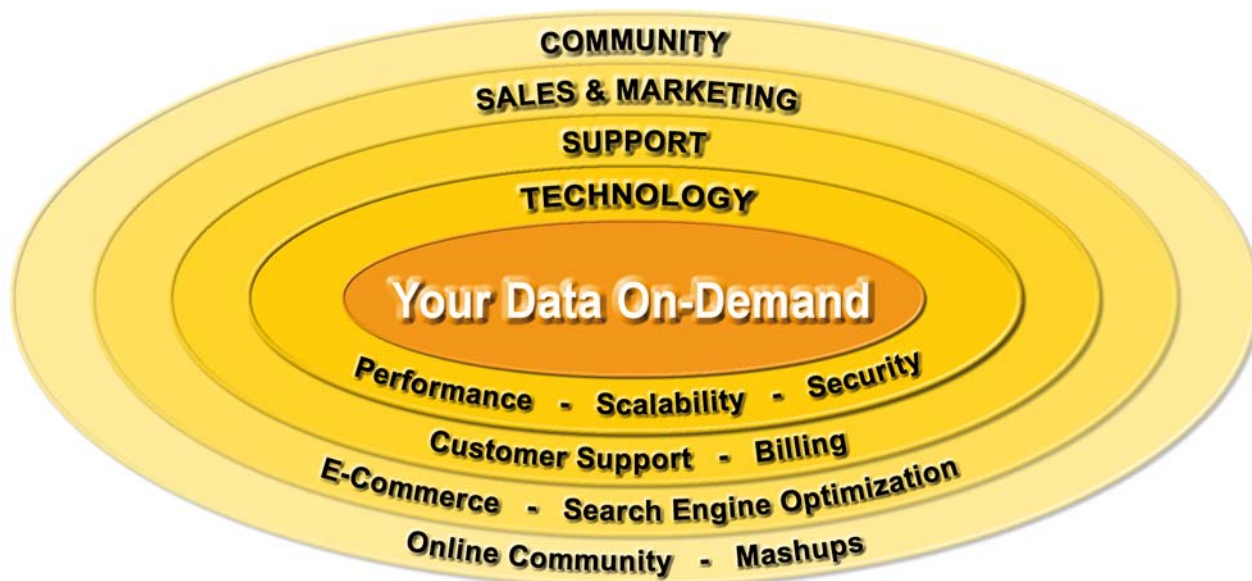 COMMUNITY
SALES & MARKETING
SUPPORT
TECHNOLOGY
Your Data On-Demand
Performance - Scalability - Security
Customer Support - Billing
E-Commerce - Search Engine Optimization
Online Community - Mashups